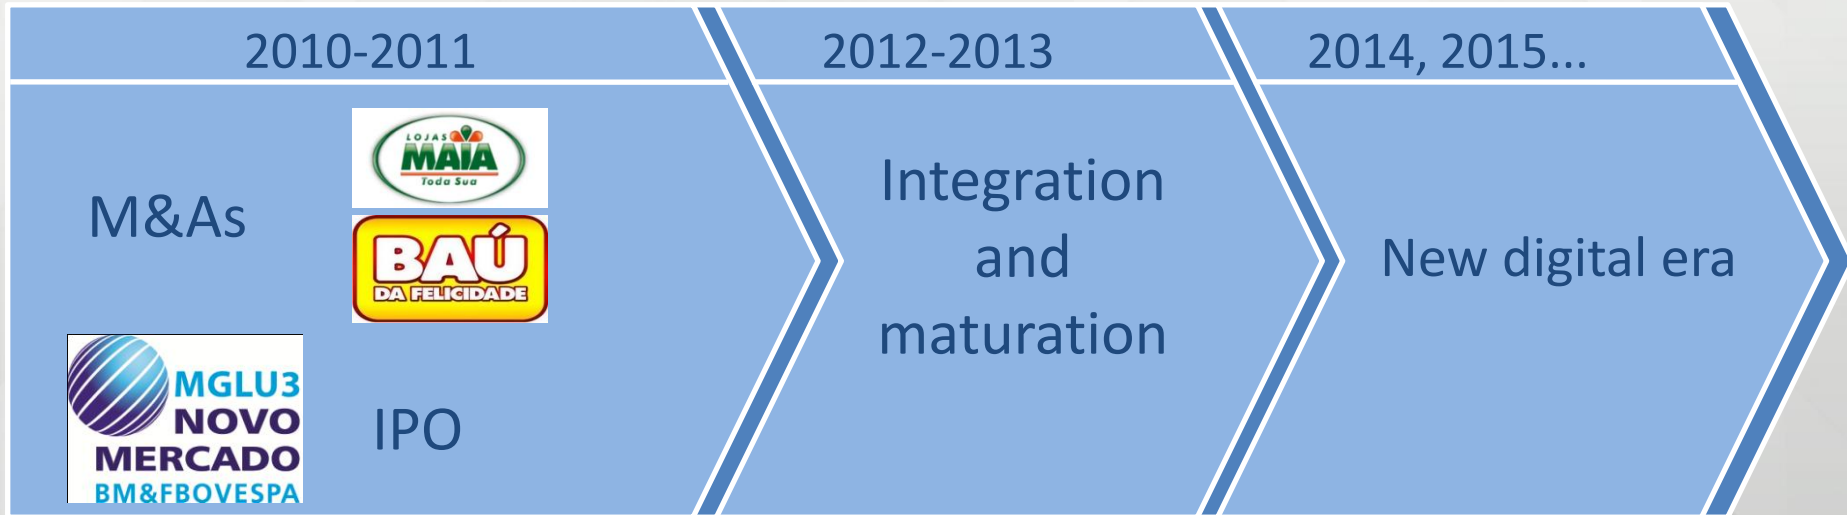 2010-2011
2012-2013
2014, 2015...
M&As
LOJAS
MAIA
Toda Sua
BAÚ
DA FELICIDADE
MGLU3
NOVO
MERCADO
BM&FBOVESPA
IPO
Integration
and
maturation
New digital era